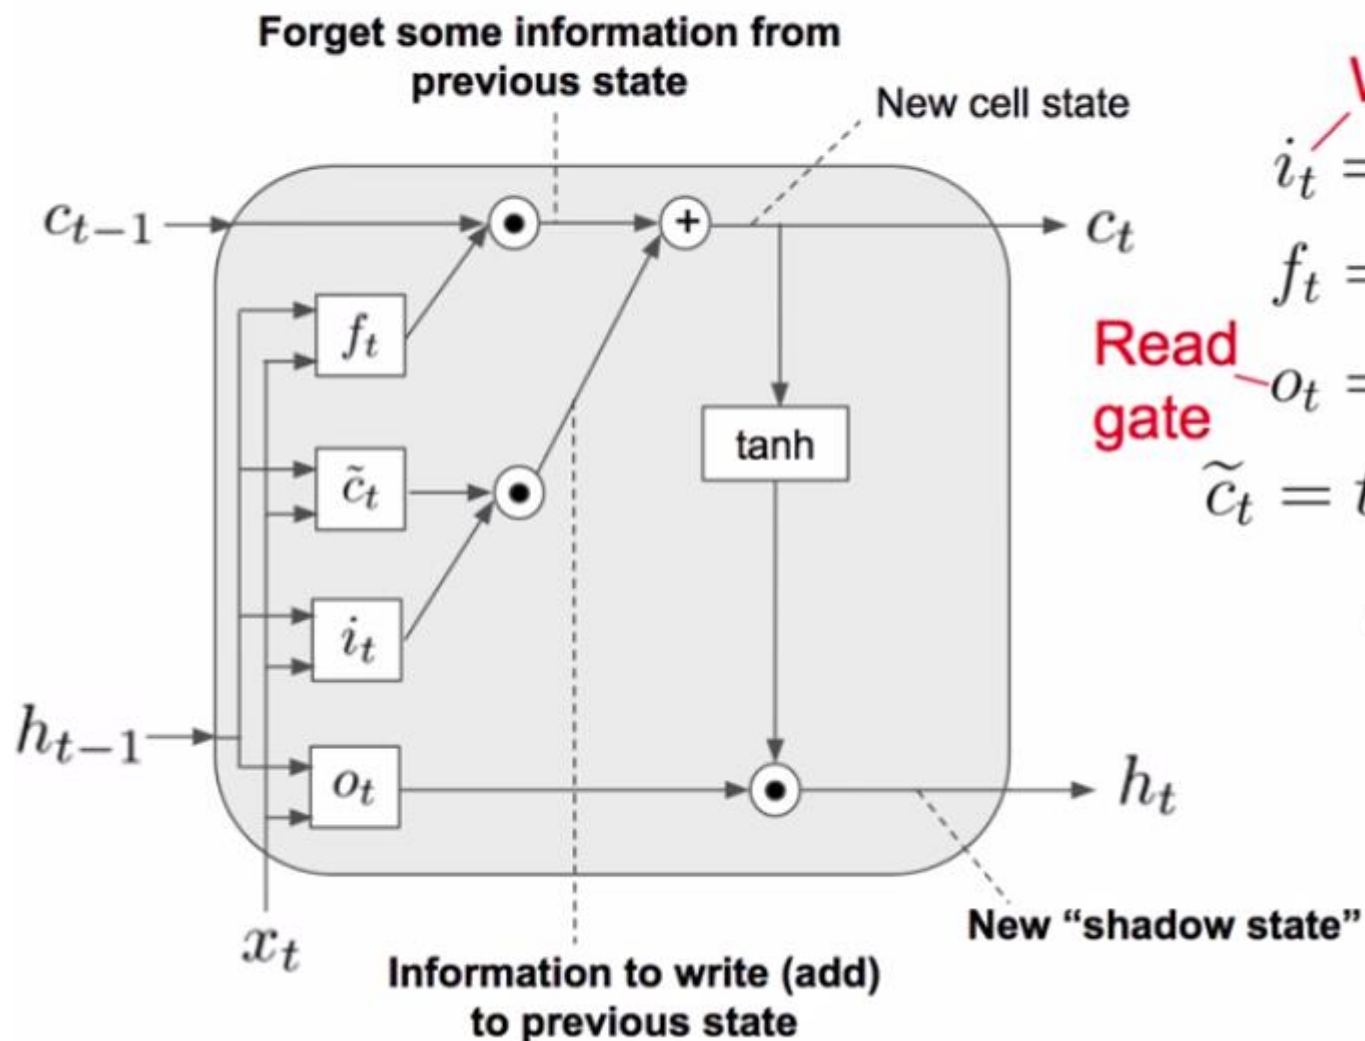 Forget some information from
previous state
New cell state
c_{t-1}
c_t
i_t =
f_t
f_t =
Read
gate
o_t =
tanh
c̃_t
c̃_t = t
i_t
h_{t-1}
o_t
h_t
x_t
New “shadow state”
Information to write (add)
to previous state